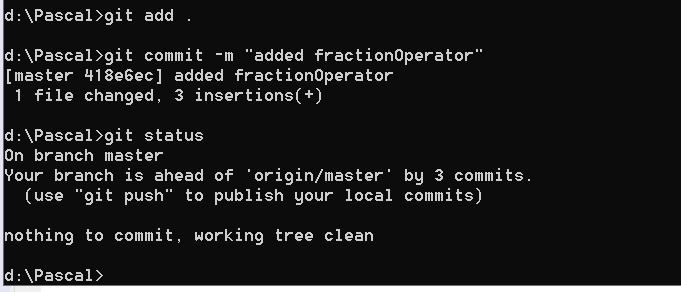 d:\Pascal>git add .
d:\Pascal>git commit -m "added fractionOperator"
[master 418e6ec] added fractionOperator
 1 file changed, 3 insertions(+)
d:\Pascal>git status
On branch master
Your branch is ahead of 'origin/master' by 3 commits.
  (use "git push" to publish your local commits)
nothing to commit, working tree clean
d:\Pascal>